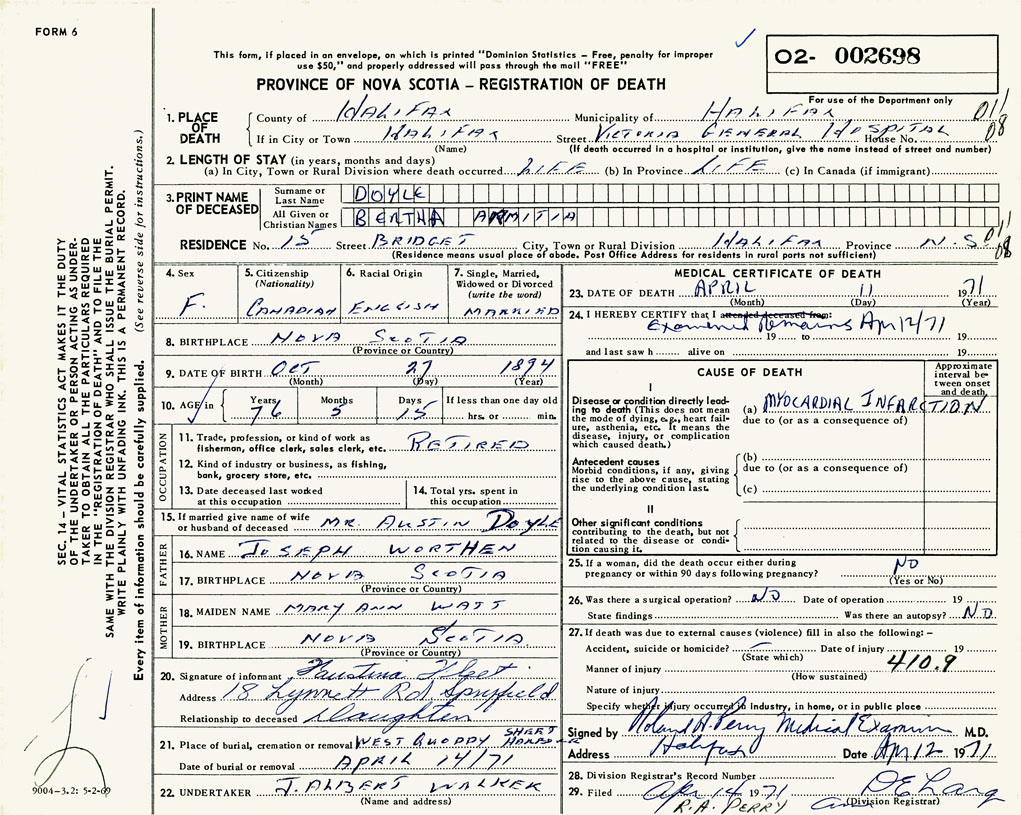 FORM 6
This form, if placed in an envelope, on which is printed "Dominion Statistics – Free, penalty for improper
use $50," and properly addressed will pass through the mail "FREE"
O2- 002698
PROVINCE OF NOVA SCOTIA – REGISTRATION OF DEATH
For use of the Department only
1. PLACE OF DEATH
County of HALIFAX Municipality of HALIFAX 01/
If in City or Town HALIFAX Street VICTORIA GENERAL HOSPITAL House No. 08
(Name) (If death occurred in a hospital or institution, give the name instead of street and number)
2. LENGTH OF STAY (in years, months and days)
(a) In City, Town or Rural Division where death occurred LIFE (b) In Province LIFE (c) In Canada (if immigrant)
3. PRINT NAME OF DECEASED
Surname or Last Name DOYLE
All Given or Christian Names BERTHA ARMITIA
RESIDENCE No. 15 Street BRIDGET City, Town or Rural Division HALIFAX Province N.S. 01/ 08
(Residence means usual place of abode. Post Office Address for residents in rural parts not sufficient)
4. Sex F.
5. Citizenship (Nationality) CANADIAN
6. Racial Origin ENGLISH
7. Single, Married, Widowed or Divorced (write the word) MARRIED
8. BIRTHPLACE NOVA SCOTIA
(Province or Country)
9. DATE OF BIRTH OCT 27 1894
(Month) (Day) (Year)
10. AGE in Years 76 Months 5 Days 15 If less than one day old
hrs. or min.
OCCUPATION
11. Trade, profession, or kind of work as
fisherman, office clerk, sales clerk, etc. RETIRED
12. Kind of industry or business, as fishing,
bank, grocery store, etc.
13. Date deceased last worked
at this occupation
14. Total yrs. spent in
this occupation
15. If married give name of wife
or husband of deceased MR. AUSTIN DOYLE
FATHER
16. NAME JOSEPH WORTHEN
17. BIRTHPLACE NOVA SCOTIA
(Province or Country)
MOTHER
18. MAIDEN NAME MARY ANN WATT
19. BIRTHPLACE NOVA SCOTIA
(Province or Country)
20. Signature of informant Faustina
Address 18 Lynnett Rd Spryfield
Relationship to deceased Daughter
21. Place of burial, cremation or removal WEST QUODDY SHEET HARBOUR
Date of burial or removal APRIL 14/71
22. UNDERTAKER J. ALBERT WALKER
(Name and address)
MEDICAL CERTIFICATE OF DEATH
23. DATE OF DEATH APRIL 11 1971
(Month) (Day) (Year)
24. I HEREBY CERTIFY that I attended deceased from:
Examined Remains Apr 12/71
19 to 19
and last saw h alive on 19
CAUSE OF DEATH
Approximate interval between onset and death
I
Disease or condition directly leading to death (This does not mean the mode of dying, e.g., heart failure, asthenia, etc. It means the disease, injury, or complication which caused death.)
(a) MYOCARDIAL INFARCTION
due to (or as a consequence of)
Antecedent causes
Morbid conditions, if any, giving rise to the above cause, stating the underlying condition last.
(b)
due to (or as a consequence of)
(c)
II
Other significant conditions
contributing to the death, but not related to the disease or condition causing it.
25. If a woman, did the death occur either during
pregnancy or within 90 days following pregnancy? NO
(Yes or No)
26. Was there a surgical operation? NO Date of operation 19
State findings Was there an autopsy? NO
27. If death was due to external causes (violence) fill in also the following: –
Accident, suicide or homicide? Date of injury 19
(State which)
Manner of injury 410.9
(How sustained)
Nature of injury
Specify whether injury occurred in Industry, in home, or in public place
Signed by Roland A. Perry Medical Examiner M.D.
Address Halifax Date Apr 12 1971
28. Division Registrar's Record Number
29. Filed Apr 14 1971 D E Lang
R.A. PERRY (Division Registrar)
SEC. 14 – VITAL STATISTICS ACT MAKES IT THE DUTY
OF THE UNDERTAKER OR PERSON ACTING AS UNDER-
TAKER TO OBTAIN ALL THE PARTICULARS REQUIRED
IN THE "REGISTRATION OF DEATH" AND TO FILE THE
SAME WITH THE DIVISION REGISTRAR WHO SHALL ISSUE THE BURIAL PERMIT.
WRITE PLAINLY WITH UNFADING INK. THIS IS A PERMANENT RECORD.
Every item of information should be carefully supplied. (See reverse side for instructions.)
9004-3.2: 5-2-69